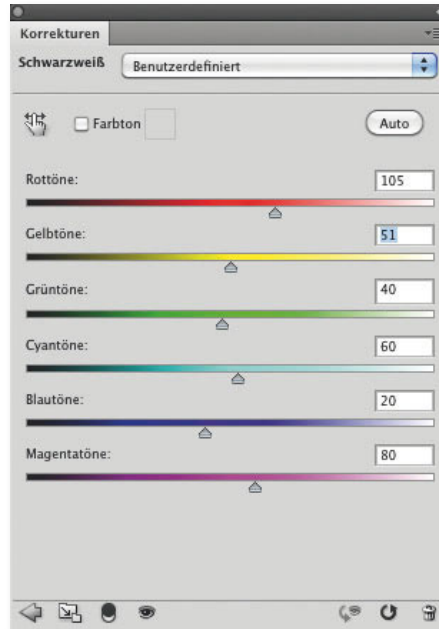 Korrekturen
Schwarzweiß Benutzerdefiniert
Farbton Auto
Rottöne: 105
Gelbtöne: 51
Grüntöne: 40
Cyantöne: 60
Blautöne: 20
Magentatöne: 80